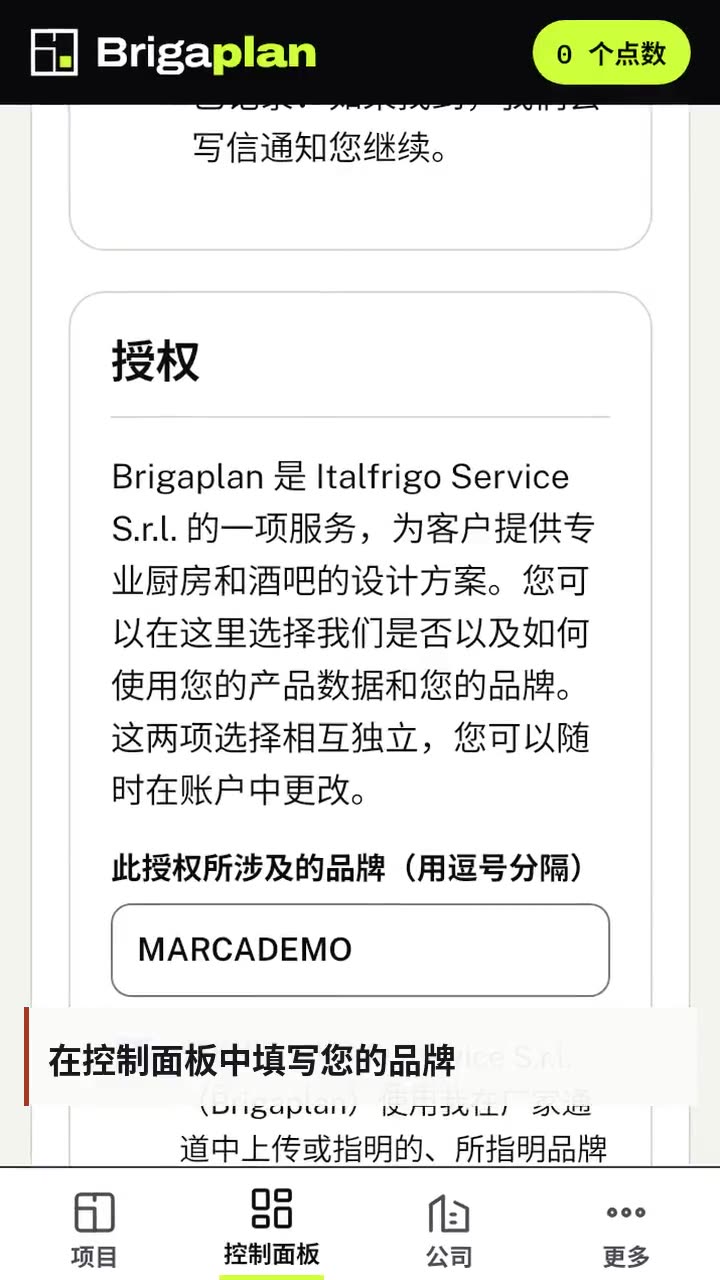 Brigaplan
0 个点数
写信通知您继续。
授权
Brigaplan 是 Italfrigo Service
S.r.l. 的一项服务，为客户提供专
业厨房和酒吧的设计方案。您可
以在这里选择我们是否以及如何
使用您的产品数据和您的品牌。
这两项选择相互独立，您可以随
时在账户中更改。
此授权所涉及的品牌（用逗号分隔）
MARCADEMO
在控制面板中填写您的品牌
（Brigaplan）使用我在厂家通
道中上传或指明的、所指明品牌
项目
控制面板
公司
更多